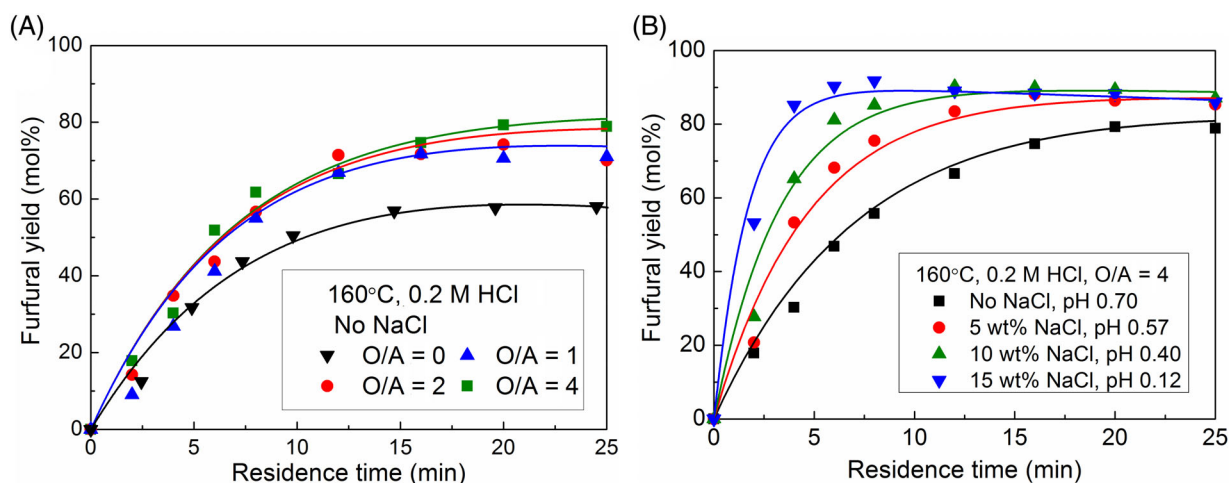 (A)
100
80
60
40
20
0
Furfural yield (mol%)
160°C, 0.2 M HCl
No NaCl
O/A = 0 O/A = 1
O/A = 2 O/A = 4
0 5 10 15 20 25
Residence time (min)
(B)
100
80
60
40
20
0
Furfural yield (mol%)
160°C, 0.2 M HCl, O/A = 4
No NaCl, pH 0.70
5 wt% NaCl, pH 0.57
10 wt% NaCl, pH 0.40
15 wt% NaCl, pH 0.12
0 5 10 15 20 25
Residence time (min)